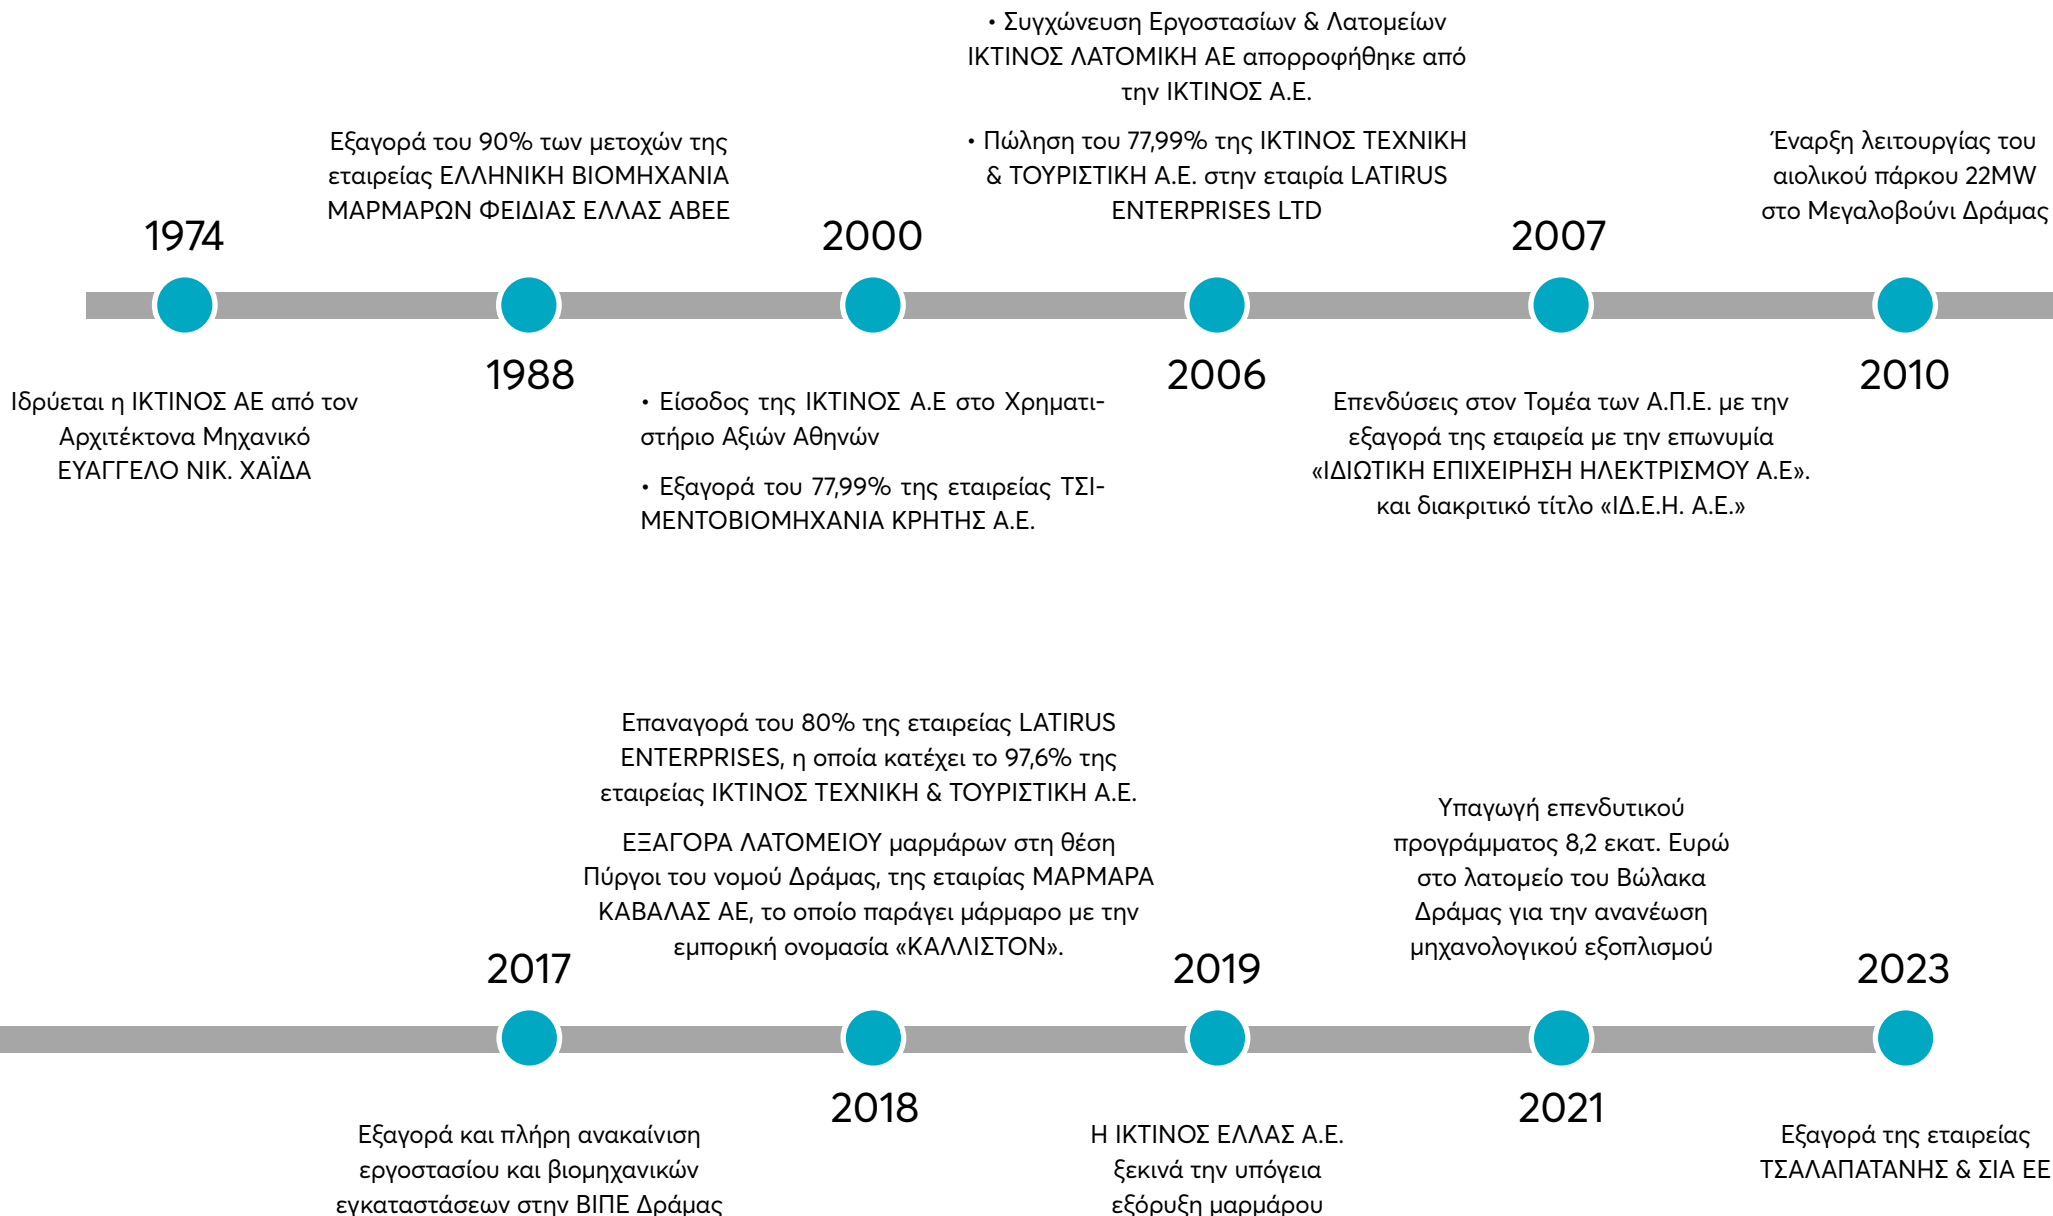 1974
Ιδρύεται η ΙΚΤΙΝΟΣ ΑΕ από τον
Αρχιτέκτονα Μηχανικό
ΕΥΑΓΓΕΛΟ ΝΙΚ. ΧΑΪΔΑ
Εξαγορά του 90% των μετοχών της
εταιρείας ΕΛΛΗΝΙΚΗ ΒΙΟΜΗΧΑΝΙΑ
ΜΑΡΜΑΡΩΝ ΦΕΙΔΙΑΣ ΕΛΛΑΣ ΑΒΕΕ
1988
2000
• Είσοδος της ΙΚΤΙΝΟΣ Α.Ε στο Χρηματι-
στήριο Αξιών Αθηνών
• Εξαγορά του 77,99% της εταιρείας ΤΣΙ-
ΜΕΝΤΟΒΙΟΜΗΧΑΝΙΑ ΚΡΗΤΗΣ Α.Ε.
• Συγχώνευση Εργοστασίων & Λατομείων
ΙΚΤΙΝΟΣ ΛΑΤΟΜΙΚΗ ΑΕ απορροφήθηκε από
την ΙΚΤΙΝΟΣ Α.Ε.
• Πώληση του 77,99% της ΙΚΤΙΝΟΣ ΤΕΧΝΙΚΗ
& ΤΟΥΡΙΣΤΙΚΗ Α.Ε. στην εταιρία LATIRUS
ENTERPRISES LTD
2006
2007
Επενδύσεις στον Τομέα των Α.Π.Ε. με την
εξαγορά της εταιρεία με την επωνυμία
«ΙΔΙΩΤΙΚΗ ΕΠΙΧΕΙΡΗΣΗ ΗΛΕΚΤΡΙΣΜΟΥ Α.Ε».
και διακριτικό τίτλο «ΙΔ.Ε.Η. Α.Ε.»
Έναρξη λειτουργίας του
αιολικού πάρκου 22MW
στο Μεγαλοβούνι Δράμας
2010
2017
Εξαγορά και πλήρη ανακαίνιση
εργοστασίου και βιομηχανικών
εγκαταστάσεων στην ΒΙΠΕ Δράμας
Επαναγορά του 80% της εταιρείας LATIRUS
ENTERPRISES, η οποία κατέχει το 97,6% της
εταιρείας ΙΚΤΙΝΟΣ ΤΕΧΝΙΚΗ & ΤΟΥΡΙΣΤΙΚΗ Α.Ε.
ΕΞΑΓΟΡΑ ΛΑΤΟΜΕΙΟΥ μαρμάρων στη θέση
Πύργοι του νομού Δράμας, της εταιρίας ΜΑΡΜΑΡΑ
ΚΑΒΑΛΑΣ ΑΕ, το οποίο παράγει μάρμαρο με την
εμπορική ονομασία «ΚΑΛΛΙΣΤΟΝ».
2018
2019
Η ΙΚΤΙΝΟΣ ΕΛΛΑΣ Α.Ε.
ξεκινά την υπόγεια
εξόρυξη μαρμάρου
Υπαγωγή επενδυτικού
προγράμματος 8,2 εκατ. Ευρώ
στο λατομείο του Βώλακα
Δράμας για την ανανέωση
μηχανολογικού εξοπλισμού
2021
2023
Εξαγορά της εταιρείας
ΤΣΑΛΑΠΑΤΑΝΗΣ & ΣΙΑ ΕΕ